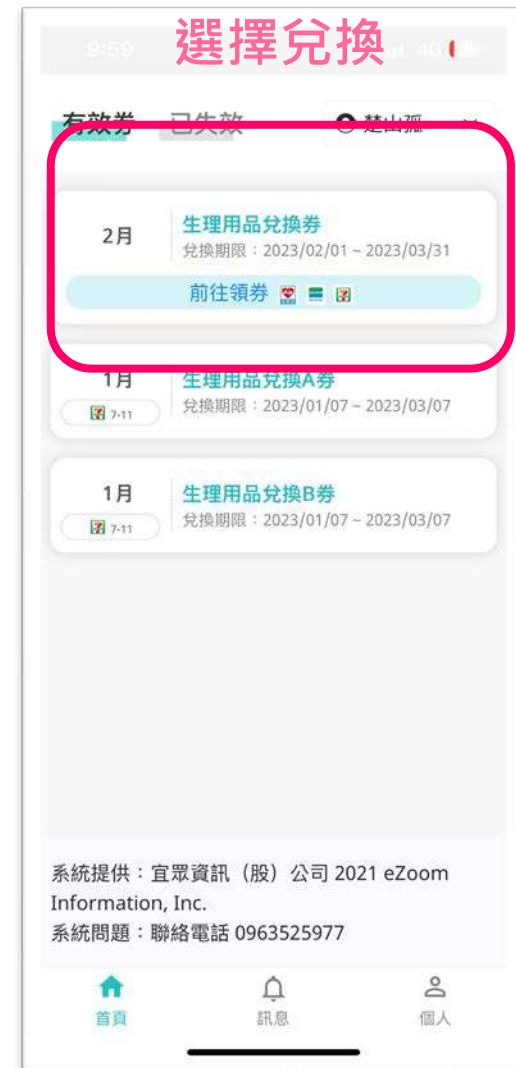 選擇兌換
9:59
有效券 已失效 楚山孤
2月
生理用品兌換券
兌換期限：2023/02/01 ~ 2023/03/31
前往領券
1月
生理用品兌換A券
7-11
兌換期限：2023/01/07 ~ 2023/03/07
1月
生理用品兌換B券
7-11
兌換期限：2023/01/07 ~ 2023/03/07
系統提供：宜眾資訊（股）公司 2021 eZoom
Information, Inc.
系統問題：聯絡電話 0963525977
首頁 訊息 個人